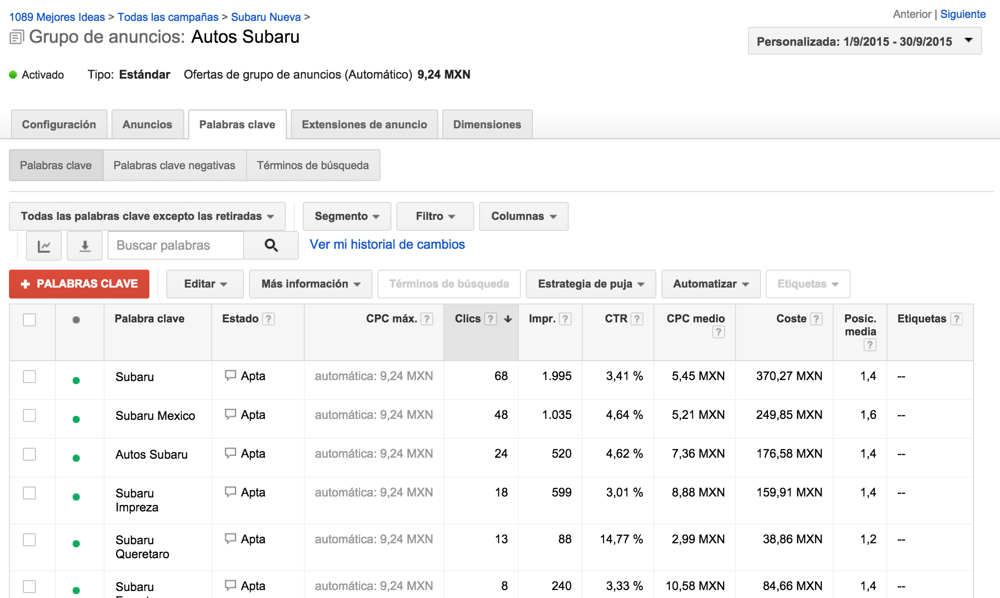 1089 Mejores Ideas > Todas las campañas > Subaru Nueva >
Anterior | Siguiente
Grupo de anuncios: Autos Subaru
Personalizada: 1/9/2015 - 30/9/2015
Activado Tipo: Estándar Ofertas de grupo de anuncios (Automático) 9,24 MXN
Configuración Anuncios Palabras clave Extensiones de anuncio Dimensiones
Palabras clave Palabras clave negativas Términos de búsqueda
Todas las palabras clave excepto las retiradas Segmento Filtro Columnas
Buscar palabras Ver mi historial de cambios
+ PALABRAS CLAVE Editar Más información Términos de búsqueda Estrategia de puja Automatizar Etiquetas
Palabra clave Estado ? CPC máx. ? Clics ? Impr. ? CTR ? CPC medio ? Coste ? Posic. media ? Etiquetas ?
Subaru Apta automática: 9,24 MXN 68 1.995 3,41 % 5,45 MXN 370,27 MXN 1,4 --
Subaru Mexico Apta automática: 9,24 MXN 48 1.035 4,64 % 5,21 MXN 249,85 MXN 1,6 --
Autos Subaru Apta automática: 9,24 MXN 24 520 4,62 % 7,36 MXN 176,58 MXN 1,4 --
Subaru Impreza Apta automática: 9,24 MXN 18 599 3,01 % 8,88 MXN 159,91 MXN 1,4 --
Subaru Queretaro Apta automática: 9,24 MXN 13 88 14,77 % 2,99 MXN 38,86 MXN 1,2 --
Subaru Apta automática: 9,24 MXN 8 240 3,33 % 10,58 MXN 84,66 MXN 1,4 --